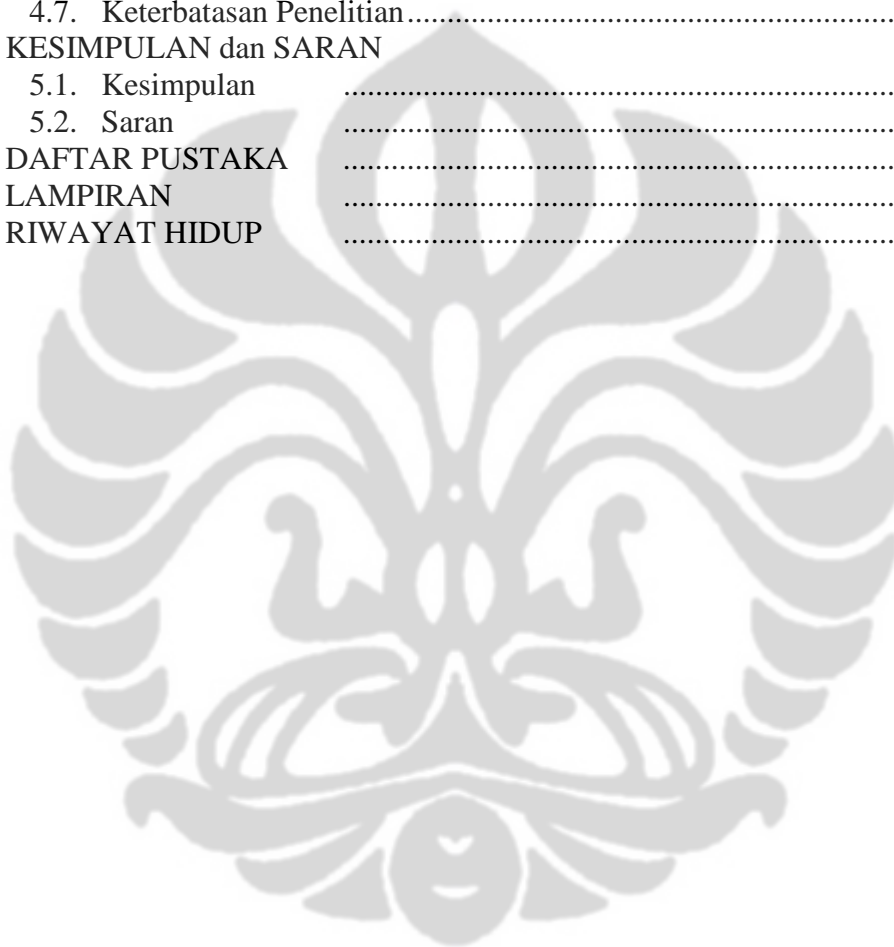 4.7. Keterbatasan Penelitian..............................................................
KESIMPULAN dan SARAN
5.1. Kesimpulan ......................................................................
5.2. Saran ......................................................................
DAFTAR PUSTAKA ......................................................................
LAMPIRAN ......................................................................
RIWAYAT HIDUP ......................................................................